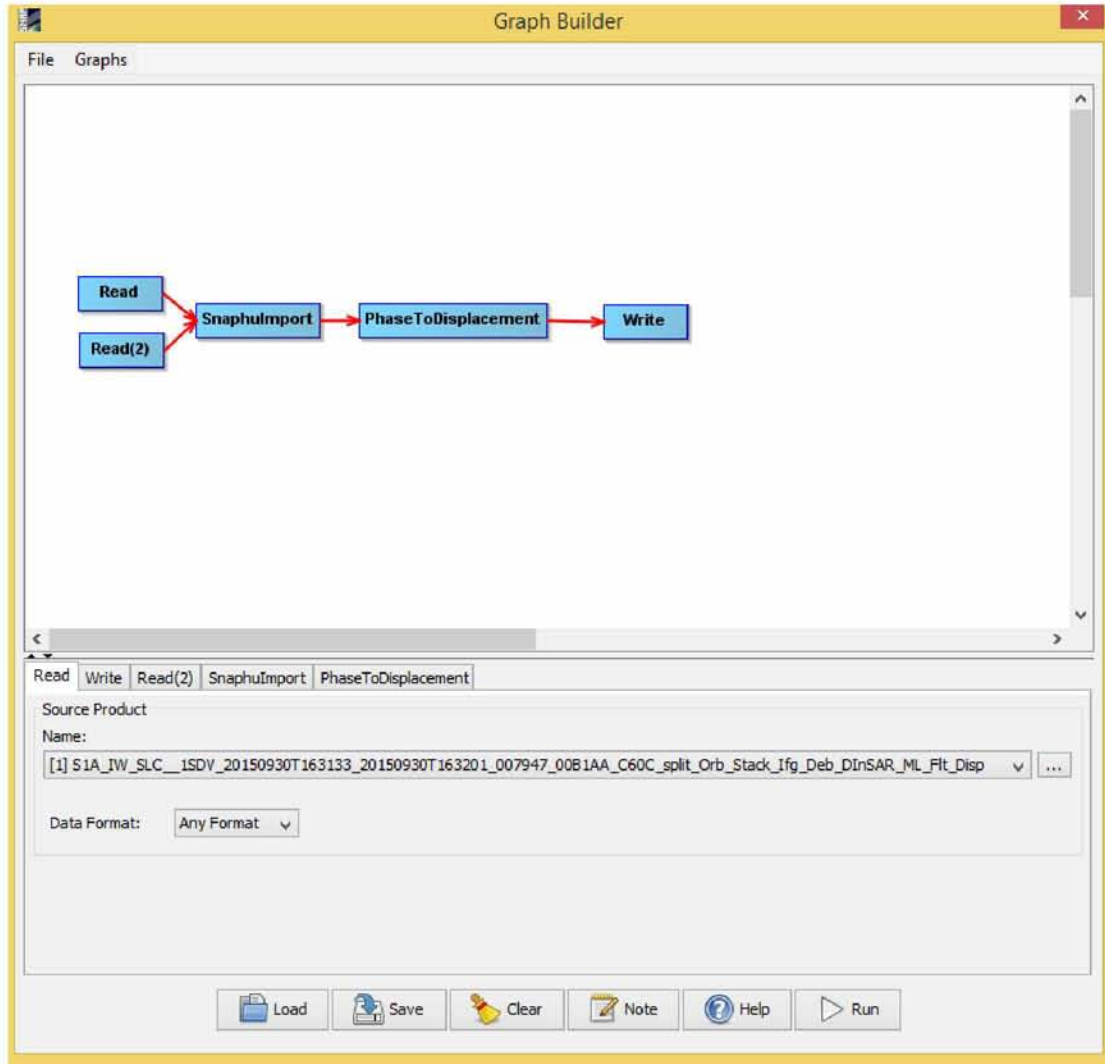 Graph Builder
File Graphs
Read
SnaphuImport
PhaseToDisplacement
Write
Read(2)
Read Write Read(2) SnaphuImport PhaseToDisplacement
Source Product
Name:
[1] S1A_IW_SLC__1SDV_20150930T163133_20150930T163201_007947_00B1AA_C60C_split_Orb_Stack_Ifg_Deb_DInSAR_ML_Flt_Disp ...
Data Format: Any Format
Load Save Clear Note Help Run